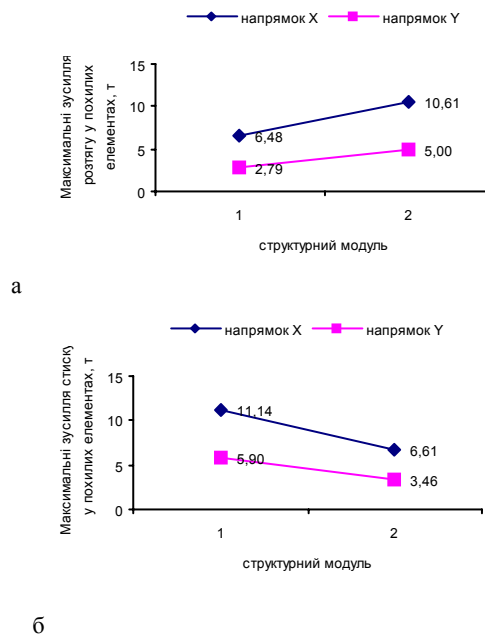 напрямок X напрямок Y
Максимальні зусилля
розтягу у похилих
елементах, т
15
10
5
0
6,48
10,61
2,79
5,00
1 2
структурний модуль
а
напрямок X напрямок Y
Максимальні зусилля стиску
у похилих елементах, т
15
10
5
0
11,14
6,61
5,90
3,46
1 2
структурний модуль
б